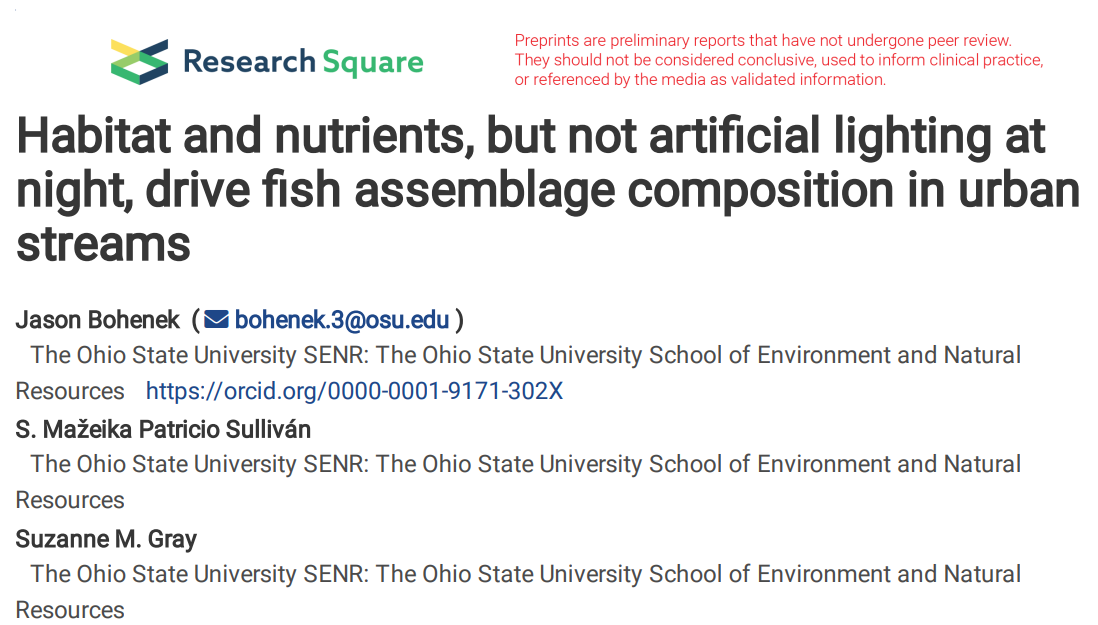 Research Square
Preprints are preliminary reports that have not undergone peer review.
They should not be considered conclusive, used to inform clinical practice,
or referenced by the media as validated information.
Habitat and nutrients, but not artificial lighting at
night, drive fish assemblage composition in urban
streams
Jason Bohenek ( bohenek.3@osu.edu )
The Ohio State University SENR: The Ohio State University School of Environment and Natural
Resources https://orcid.org/0000-0001-9171-302X
S. Mažeika Patricio Sulliván
The Ohio State University SENR: The Ohio State University School of Environment and Natural
Resources
Suzanne M. Gray
The Ohio State University SENR: The Ohio State University School of Environment and Natural
Resources